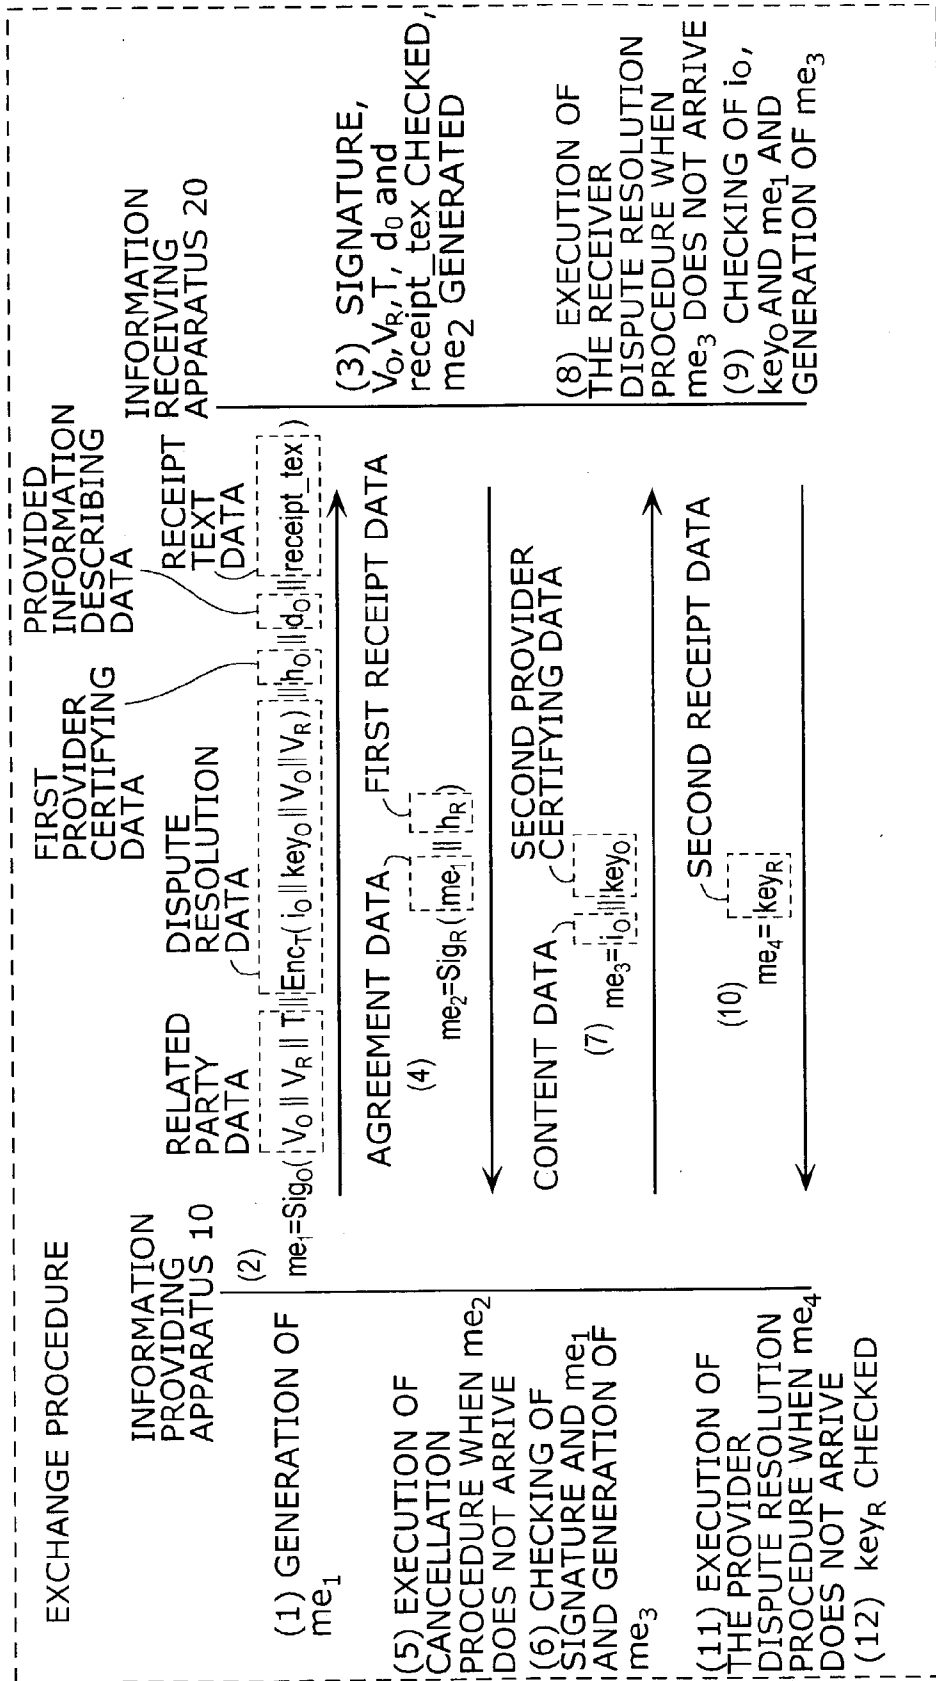 EXCHANGE PROCEDURE
INFORMATION
PROVIDING
APPARATUS 10
INFORMATION
RECEIVING
APPARATUS 20
RELATED
PARTY
DATA
DISPUTE
RESOLUTION
DATA
FIRST
PROVIDER
CERTIFYING
DATA
PROVIDED
INFORMATION
DESCRIBING
DATA
RECEIPT
TEXT
DATA
(1) GENERATION OF
me1
(2)
me1=SigO( VO || VR || T || EncT( iO || keyO || VO || VR) || hO || dO || receipt_tex )
(3) SIGNATURE,
VO,VR,T, dO and
receipt_tex CHECKED,
me2 GENERATED
AGREEMENT DATA
FIRST RECEIPT DATA
(4)
me2=SigR( me1 || hR)
(5) EXECUTION OF
CANCELLATION
PROCEDURE WHEN me2
DOES NOT ARRIVE
(6) CHECKING OF
SIGNATURE AND me1
AND GENERATION OF
me3
CONTENT DATA
SECOND PROVIDER
CERTIFYING DATA
(7)
me3= iO || keyO
(8) EXECUTION OF
THE RECEIVER
DISPUTE RESOLUTION
PROCEDURE WHEN
me3 DOES NOT ARRIVE
(9) CHECKING OF io,
keyO AND me1 AND
GENERATION OF me3
SECOND RECEIPT DATA
(10)
me4= keyR
(11) EXECUTION OF
THE PROVIDER
DISPUTE RESOLUTION
PROCEDURE WHEN me4
DOES NOT ARRIVE
(12) keyR CHECKED